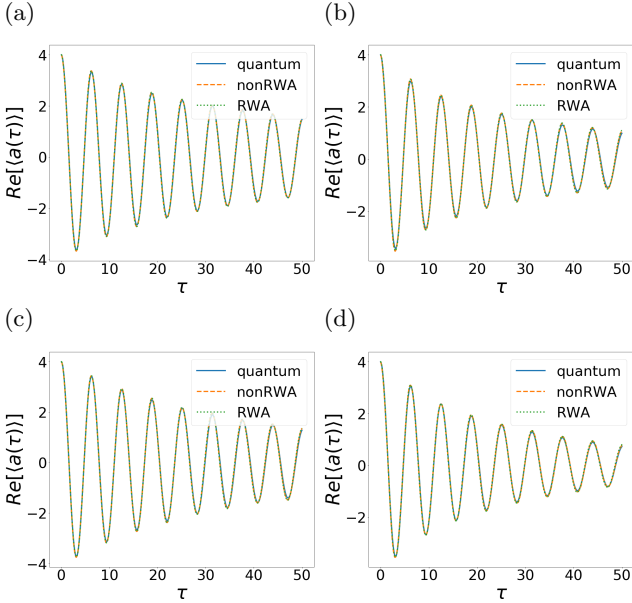 (a)
4
2
0
−2
−4
Re[⟨a(τ)⟩]
quantum
nonRWA
RWA
0 10 20 30 40 50
τ
(b)
4
2
0
−2
Re[⟨a(τ)⟩]
quantum
nonRWA
RWA
0 10 20 30 40 50
τ
(c)
4
2
0
−2
−4
Re[⟨a(τ)⟩]
quantum
nonRWA
RWA
0 10 20 30 40 50
τ
(d)
4
2
0
−2
Re[⟨a(τ)⟩]
quantum
nonRWA
RWA
0 10 20 30 40 50
τ